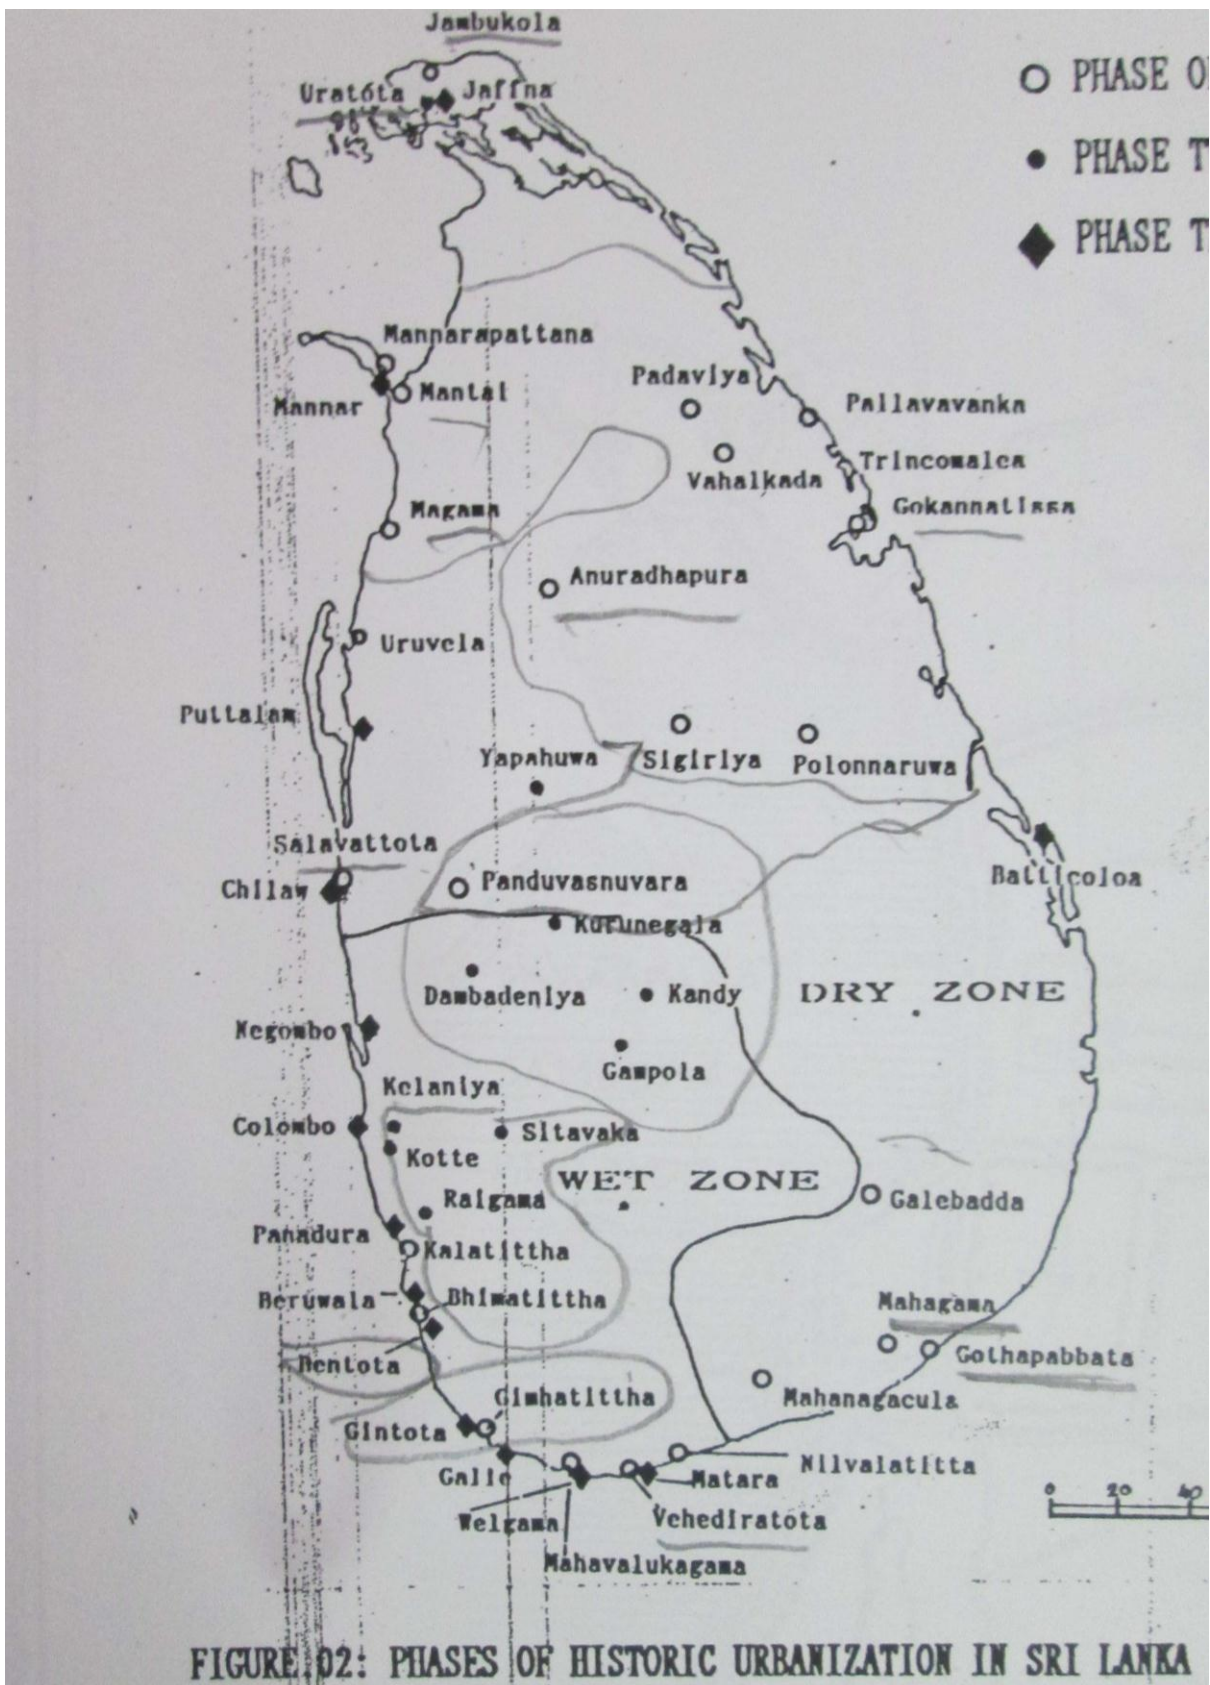 Jambukola
PHASE O
Uratota Jaffna
PHASE T
PHASE T
Mannarapattana
Padaviya
Mantai
Mannar
Pallavavanka
Trincomalea
Vahalkada
Magama
Gokannatissa
Anuradhapura
Uruvela
Puttalam
Yapahuwa
Sigiriya
Polonnaruwa
Salavattota
Chilaw
Panduvasnuvara
Batticoloa
Kurunegala
Dambadeniya
Kandy
DRY ZONE
Negombo
Gampola
Kelaniya
Colombo
Sitavaka
Kotte
WET ZONE
Raigama
Galebadda
Panadura
Kalatittha
Beruwala
Bhimatittha
Mahagama
Bentota
Gothapabbata
Gimhatittha
Mahanagacula
Gintota
Nilvalatitta
Galle
Matara
Welgama
Vehediratota
Mahavalukagama
0 20 40
FIGURE 02: PHASES OF HISTORIC URBANIZATION IN SRI LANKA